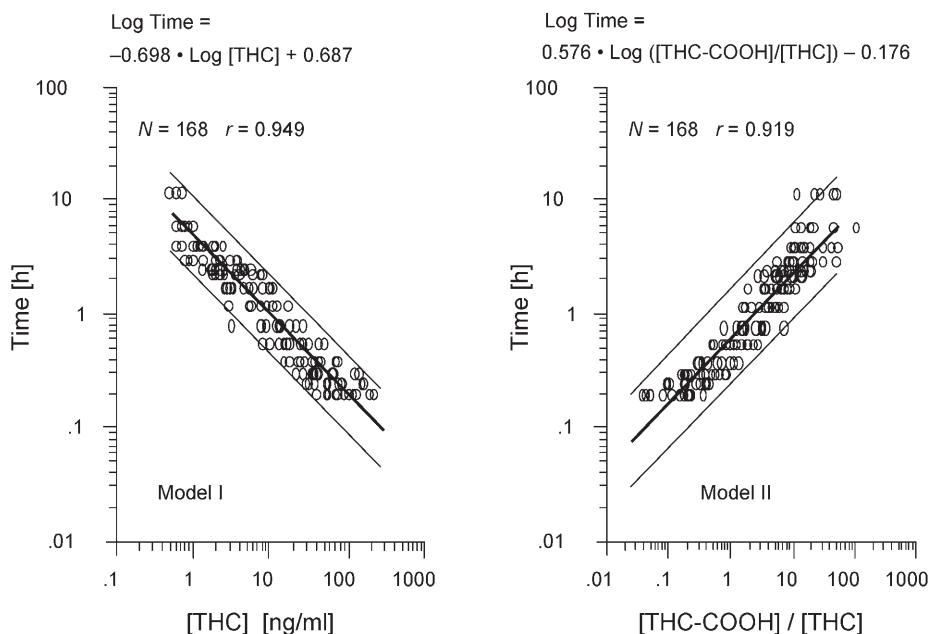 Log Time =
–0.698 • Log [THC] + 0.687
100
N = 168 r = 0.949
10
1
.1
.01
Time [h]
Model I
.1 1 10 100 1000
[THC] [ng/ml]
Log Time =
0.576 • Log ([THC-COOH]/[THC]) – 0.176
100
N = 168 r = 0.919
10
1
.1
.01
Time [h]
Model II
.01 .1 1 10 100 1000
[THC-COOH] / [THC]